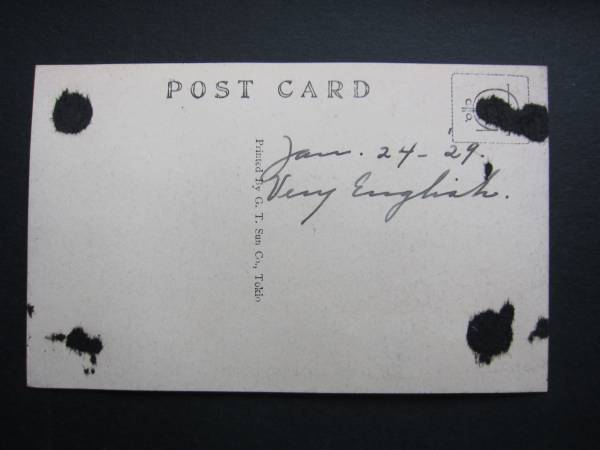 POST CARD
Jan. 24-'29.
Very English.
Printed By G. T. Sun Co., Tokio